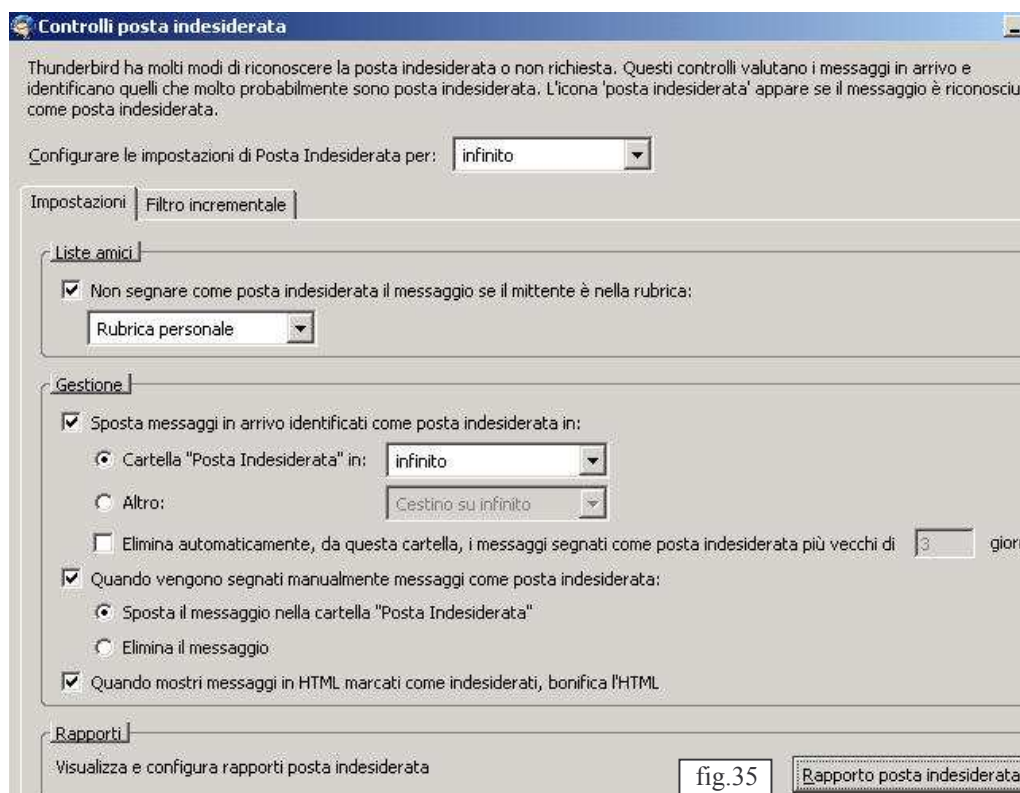 Controlli posta indesiderata
Thunderbird ha molti modi di riconoscere la posta indesiderata o non richiesta. Questi controlli valutano i messaggi in arrivo e
identificano quelli che molto probabilmente sono posta indesiderata. L'icona 'posta indesiderata' appare se il messaggio è riconosciu
come posta indesiderata.
Configurare le impostazioni di Posta Indesiderata per: infinito
Impostazioni Filtro incrementale
Liste amici
Non segnare come posta indesiderata il messaggio se il mittente è nella rubrica:
Rubrica personale
Gestione
Sposta messaggi in arrivo identificati come posta indesiderata in:
Cartella "Posta Indesiderata" in: infinito
Altro: Cestino su infinito
Elimina automaticamente, da questa cartella, i messaggi segnati come posta indesiderata più vecchi di 3 giorn
Quando vengono segnati manualmente messaggi come posta indesiderata:
Sposta il messaggio nella cartella "Posta Indesiderata"
Elimina il messaggio
Quando mostri messaggi in HTML marcati come indesiderati, bonifica l'HTML
Rapporti
Visualizza e configura rapporti posta indesiderata fig.35 Rapporto posta indesiderata